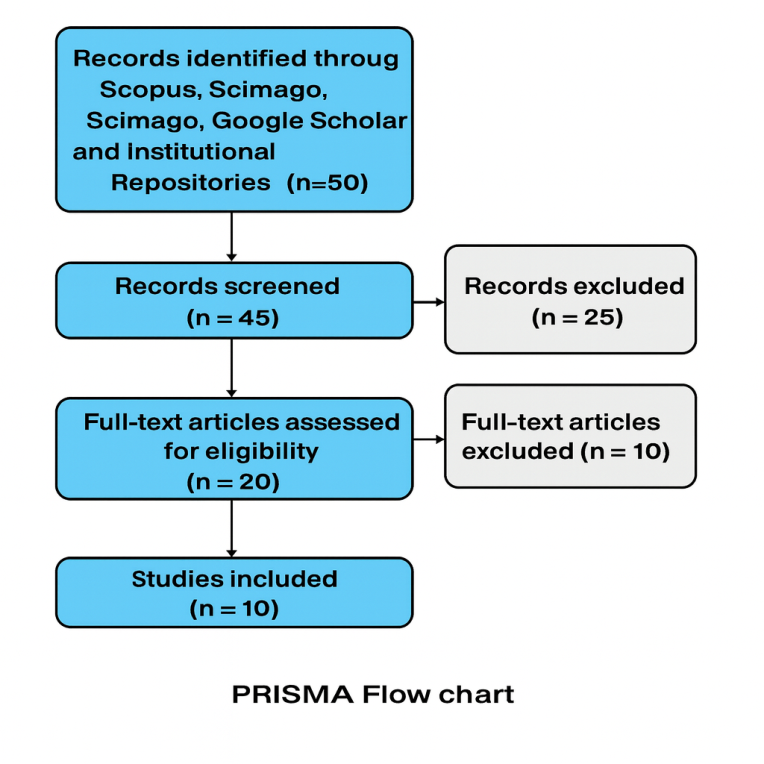 Records identified throug
Scopus, Scimago,
Scimago, Google Scholar
and Institutional
Repositories (n=50)
Records screened
(n = 45)
Records excluded
(n = 25)
Full-text articles assessed
for eligibility
(n = 20)
Full-text articles
excluded (n = 10)
Studies included
(n = 10)
PRISMA Flow chart